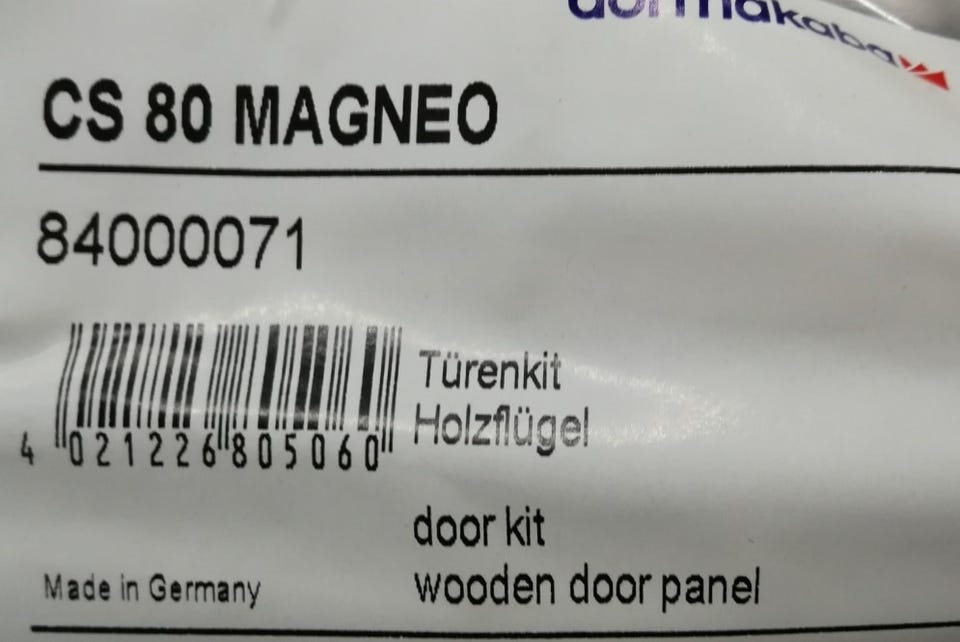 dormakaba
CS 80 MAGNEO
84000071
4 021226 805060
Türenkit
Holzflügel
door kit
wooden door panel
Made in Germany